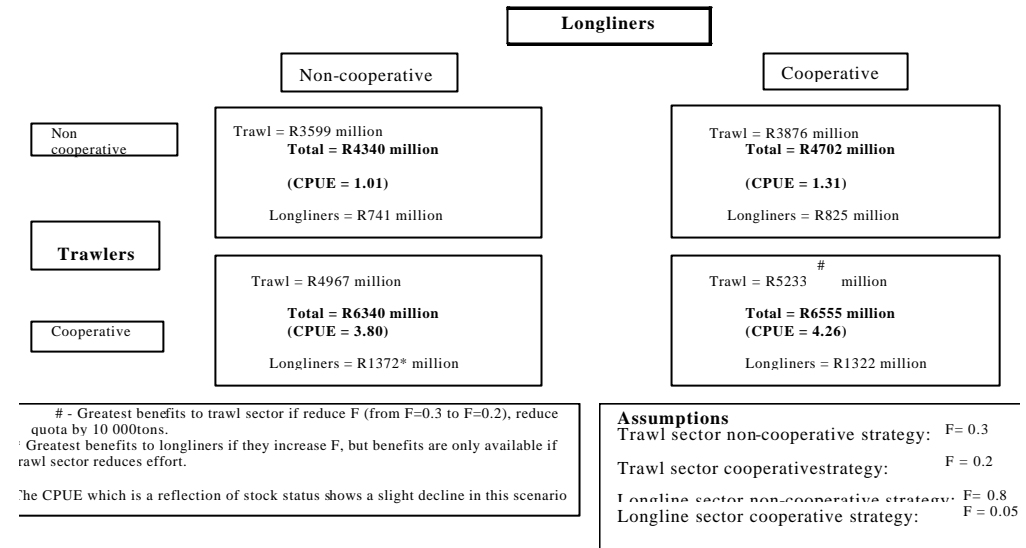 Longliners
Non-cooperative
Cooperative
Non
cooperative
Trawl = R3599 million
Total = R4340 million
(CPUE = 1.01)
Longliners = R741 million
Trawl = R3876 million
Total = R4702 million
(CPUE = 1.31)
Longliners = R825 million
Trawlers
Cooperative
Trawl = R4967 million
Total = R6340 million
(CPUE = 3.80)
Longliners = R1372* million
#
Trawl = R5233 million
Total = R6555 million
(CPUE = 4.26)
Longliners = R1322 million
# - Greatest benefits to trawl sector if reduce F (from F=0.3 to F=0.2), reduce
quota by 10 000tons.
* Greatest benefits to longliners if they increase F, but benefits are only available if
rawl sector reduces effort.
The CPUE which is a reflection of stock status shows a slight decline in this scenario
Assumptions
Trawl sector non-cooperative strategy: F= 0.3
Trawl sector cooperativestrategy: F = 0.2
Longline sector non-cooperative strategy: F= 0.8
Longline sector cooperative strategy: F = 0.05